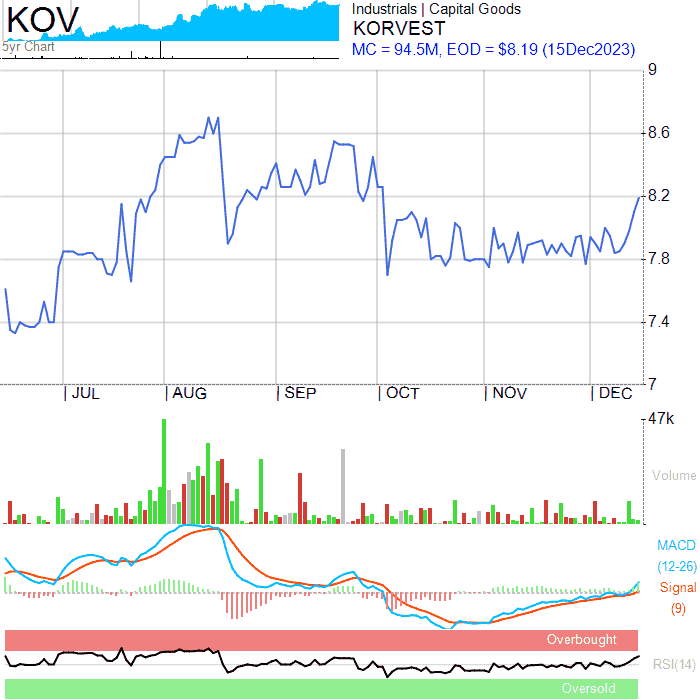 KOV
5yr Chart
Industrials | Capital Goods
KORVEST
MC = 94.5M, EOD = $8.19 (15Dec2023)
9
8.6
8.2
7.8
7.4
7
JUL AUG SEP OCT NOV DEC
47k
Volume
MACD
(12-26)
Signal
(9)
Overbought
RSI(14)
Oversold